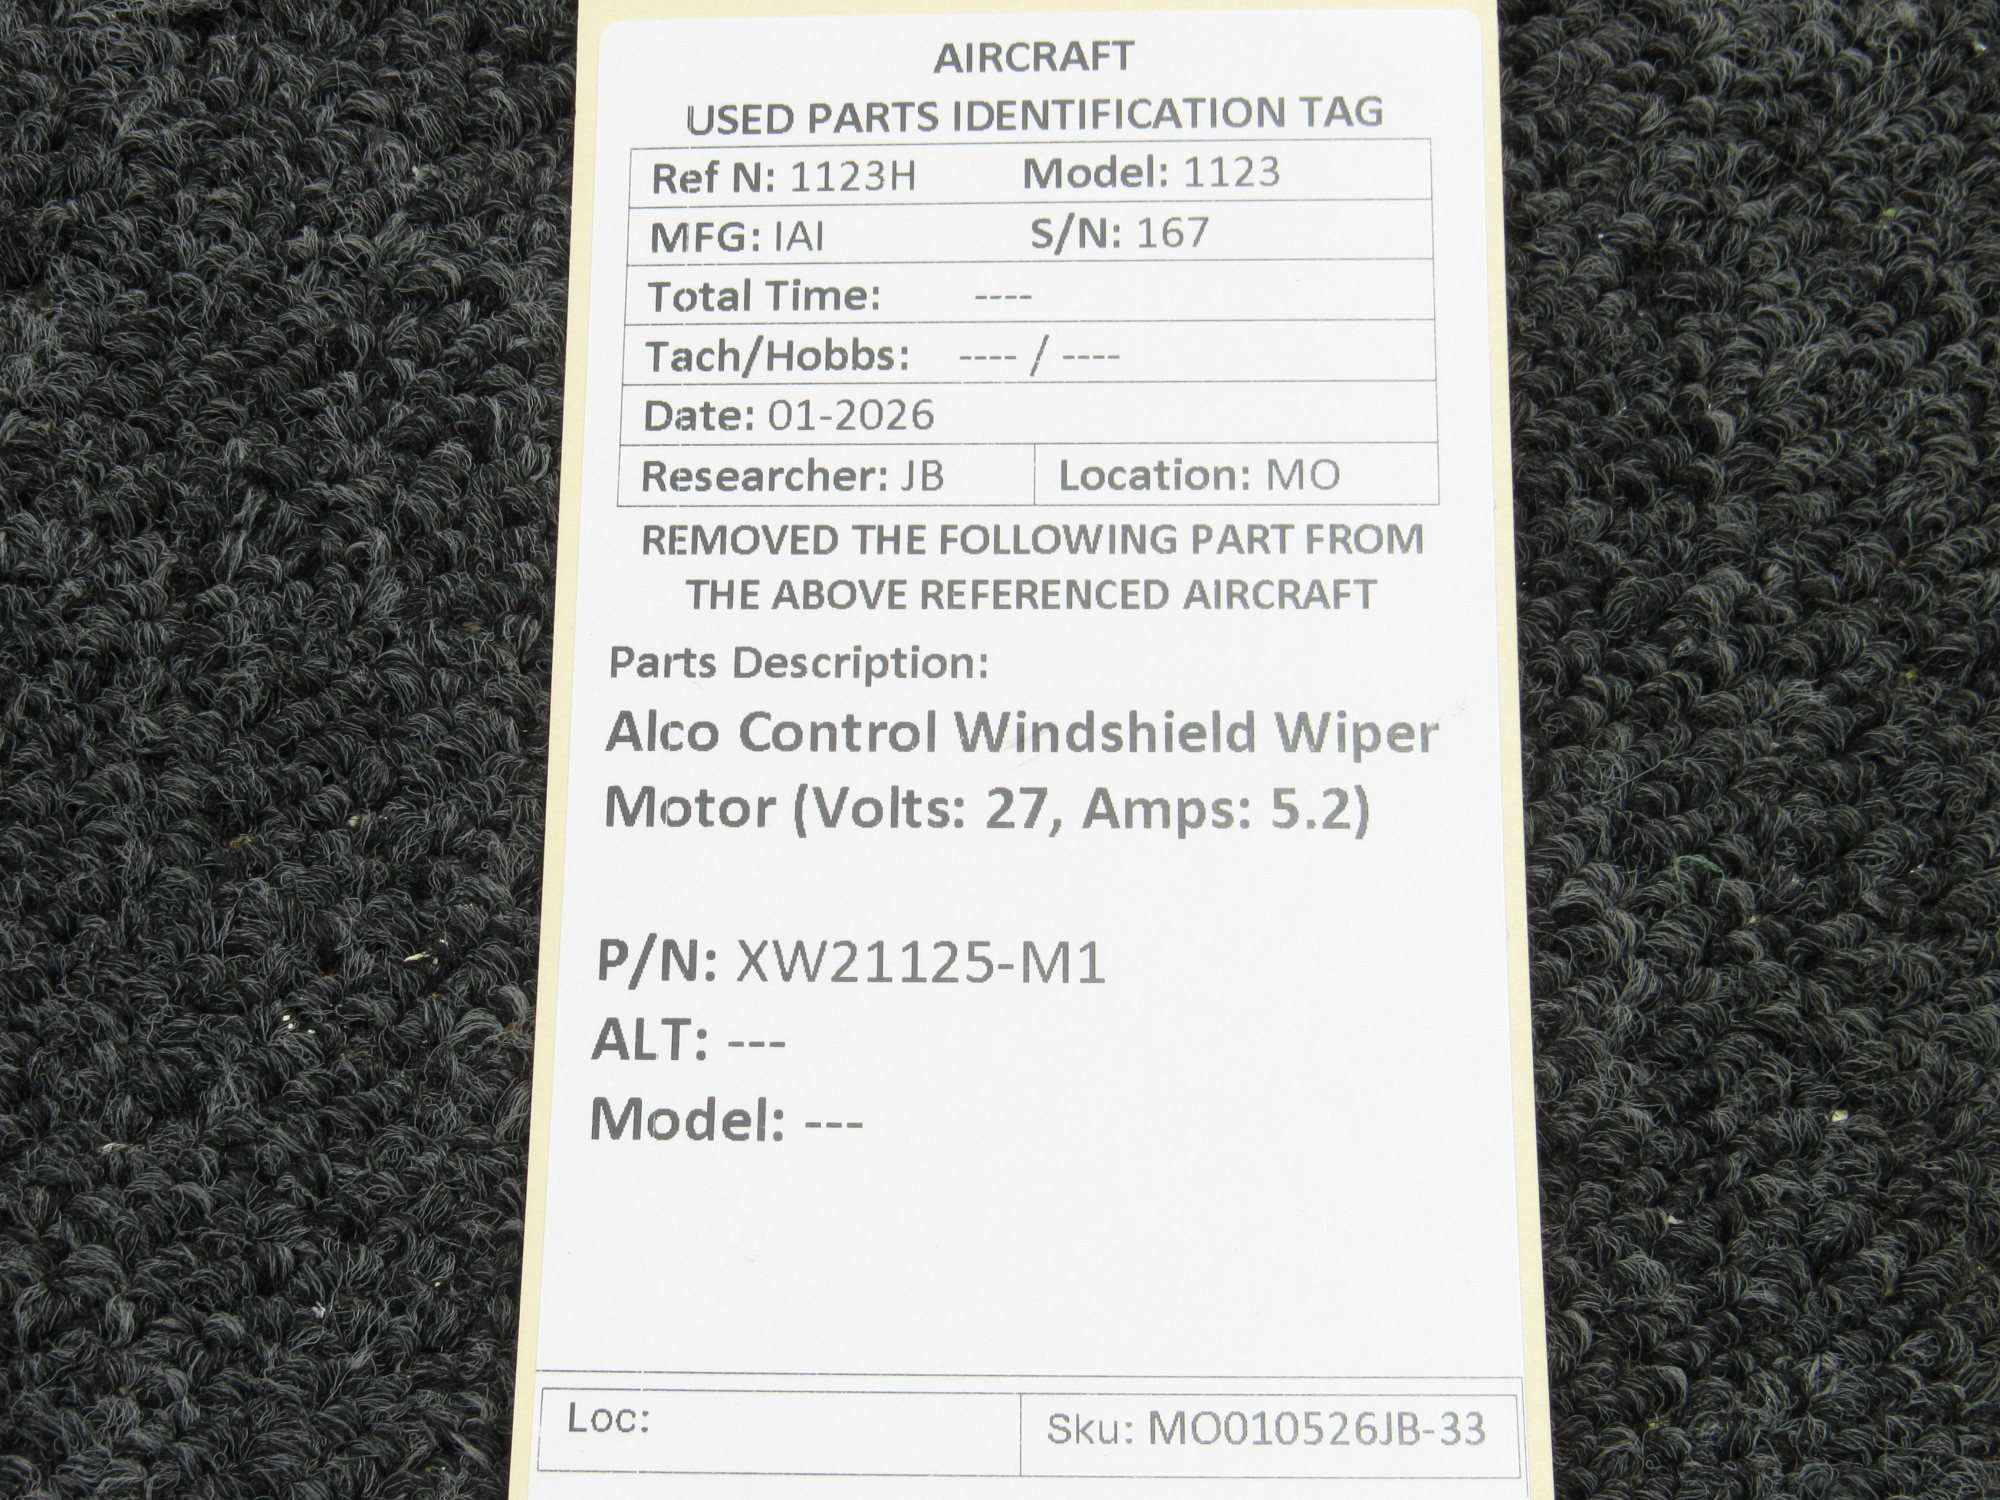 AIRCRAFT
USED PARTS IDENTIFICATION TAG
Ref N: 1123H Model: 1123
MFG: IAI S/N: 167
Total Time: ----
Tach/Hobbs: ---- / ----
Date: 01-2026
Researcher: JB Location: MO
REMOVED THE FOLLOWING PART FROM
THE ABOVE REFERENCED AIRCRAFT
Parts Description:
Alco Control Windshield Wiper
Motor (Volts: 27, Amps: 5.2)
P/N: XW21125-M1
ALT: ---
Model: ---
Loc: Sku: MO010526JB-33